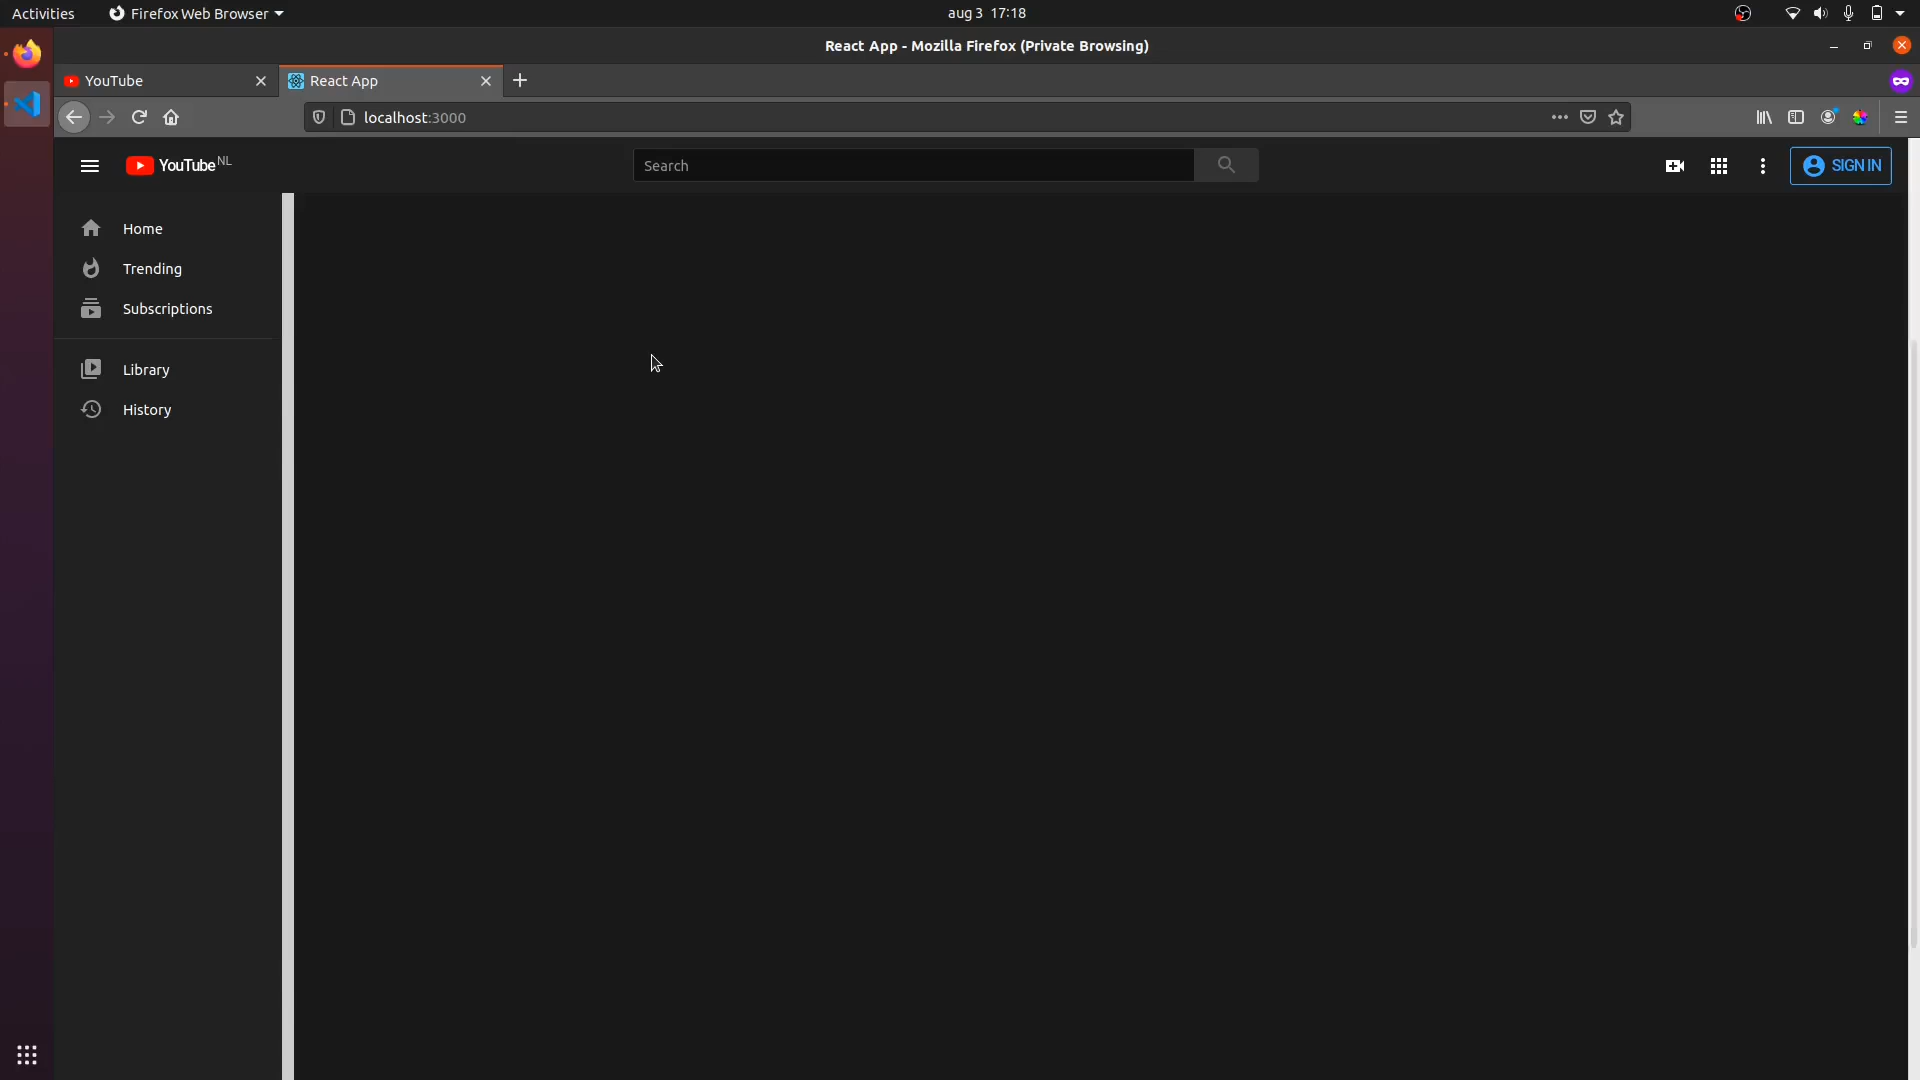 Activities
Firefox Web Browser
aug 3 17:18
React App - Mozilla Firefox (Private Browsing)
YouTube
React App
localhost:3000
YouTube NL
Search
SIGN IN
Home
Trending
Subscriptions
Library
History